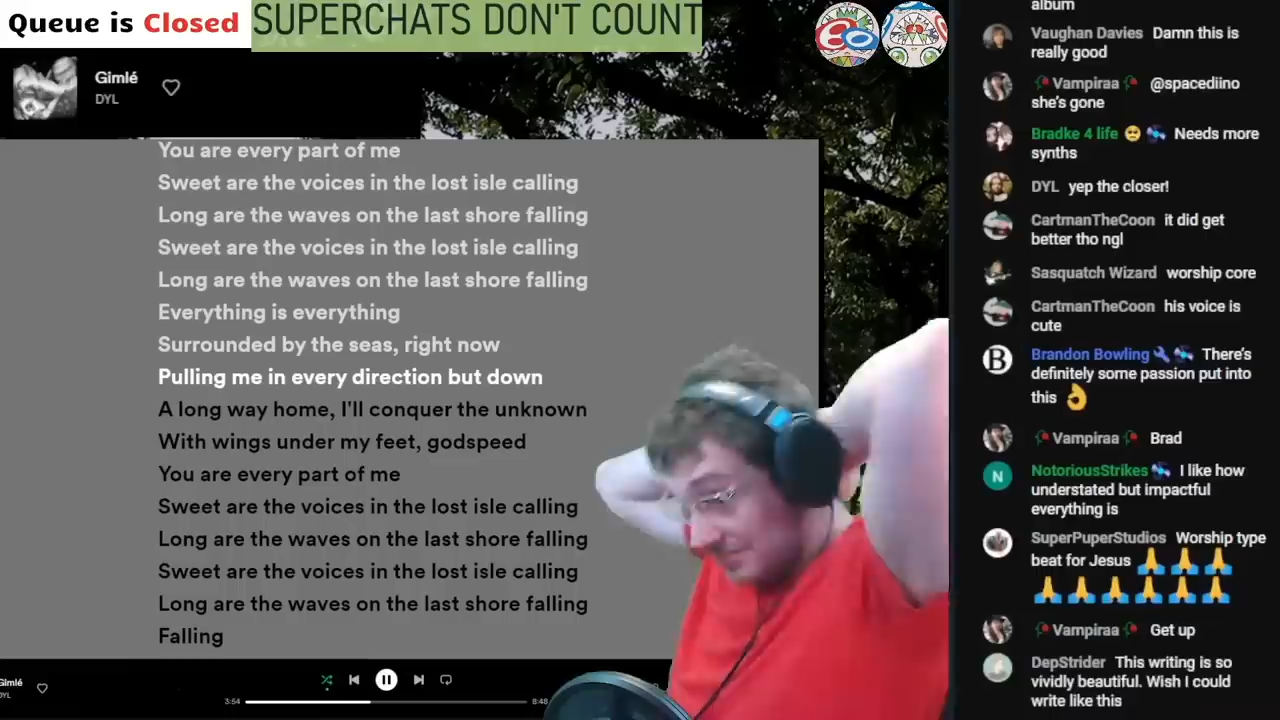 Queue is Closed
SUPERCHATS DON'T COUNT
Gimlé
DYL
You are every part of me
Sweet are the voices in the lost isle calling
Long are the waves on the last shore falling
Sweet are the voices in the lost isle calling
Long are the waves on the last shore falling
Everything is everything
Surrounded by the seas, right now
Pulling me in every direction but down
A long way home, I'll conquer the unknown
With wings under my feet, godspeed
You are every part of me
Sweet are the voices in the lost isle calling
Long are the waves on the last shore falling
Sweet are the voices in the lost isle calling
Long are the waves on the last shore falling
Falling
Gimlé
DYL
3:54
8:48
album
Vaughan Davies Damn this is
really good
Vampiraa @spacediino
she's gone
Bradke 4 life Needs more
synths
DYL yep the closer!
CartmanTheCoon it did get
better tho ngl
Sasquatch Wizard worship core
CartmanTheCoon his voice is
cute
B
Brandon Bowling There's
definitely some passion put into
this
Vampiraa Brad
N
NotoriousStrikes I like how
understated but impactful
everything is
SuperPuperStudios Worship type
beat for Jesus
Vampiraa Get up
DepStrider This writing is so
vividly beautiful. Wish I could
write like this